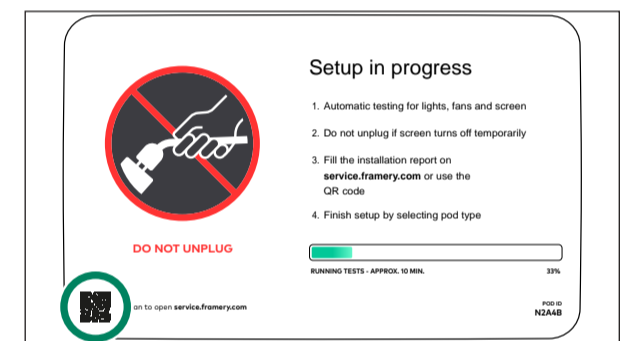 Setup in progress
1. Automatic testing for lights, fans and screen
2. Do not unplug if screen turns off temporarily
3. Fill the installation report on
service.framery.com or use the
QR code
4. Finish setup by selecting pod type
DO NOT UNPLUG
RUNNING TESTS - APPROX. 10 MIN.
33%
an to open service.framery.com
POD ID
N2A4B